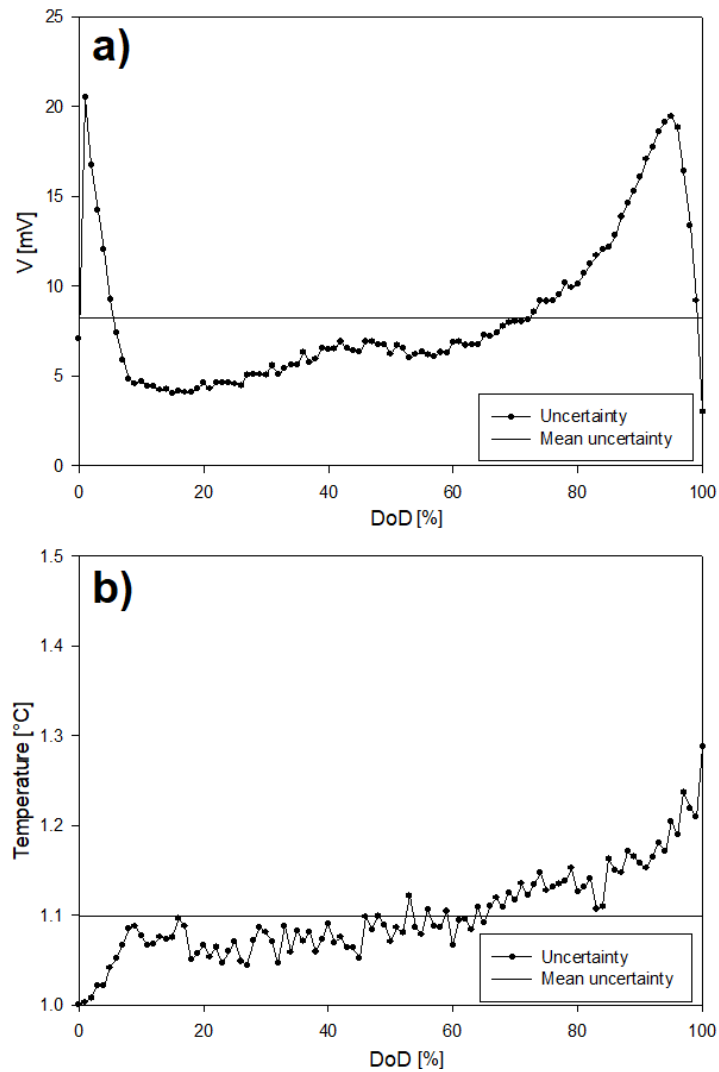 a)
25
20
15
10
5
0
V [mV]
0 20 40 60 80 100
DoD [%]
Uncertainty
Mean uncertainty
b)
1.5
1.4
1.3
1.2
1.1
1.0
Temperature [°C]
0 20 40 60 80 100
DoD [%]
Uncertainty
Mean uncertainty